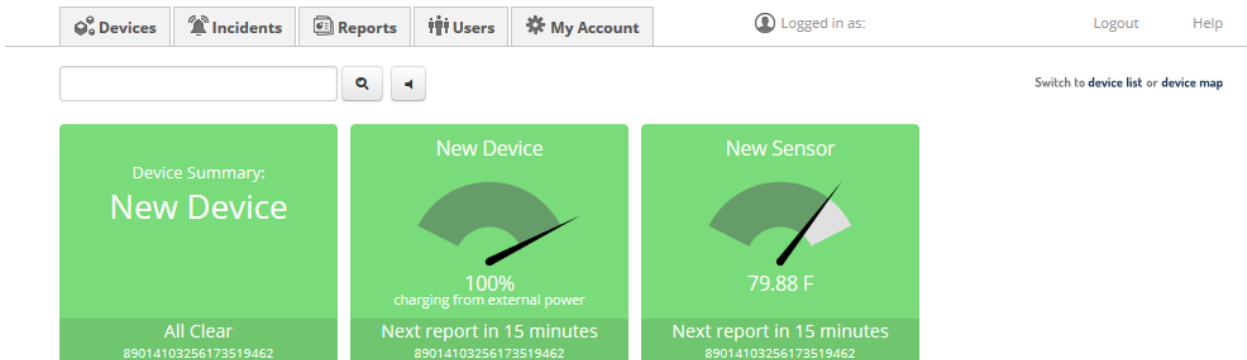 Devices Incidents Reports Users My Account Logged in as: Logout Help
Switch to device list or device map
Device Summary:
New Device
All Clear
89014103256173519462
New Device
100%
charging from external power
Next report in 15 minutes
89014103256173519462
New Sensor
79.88 F
Next report in 15 minutes
89014103256173519462